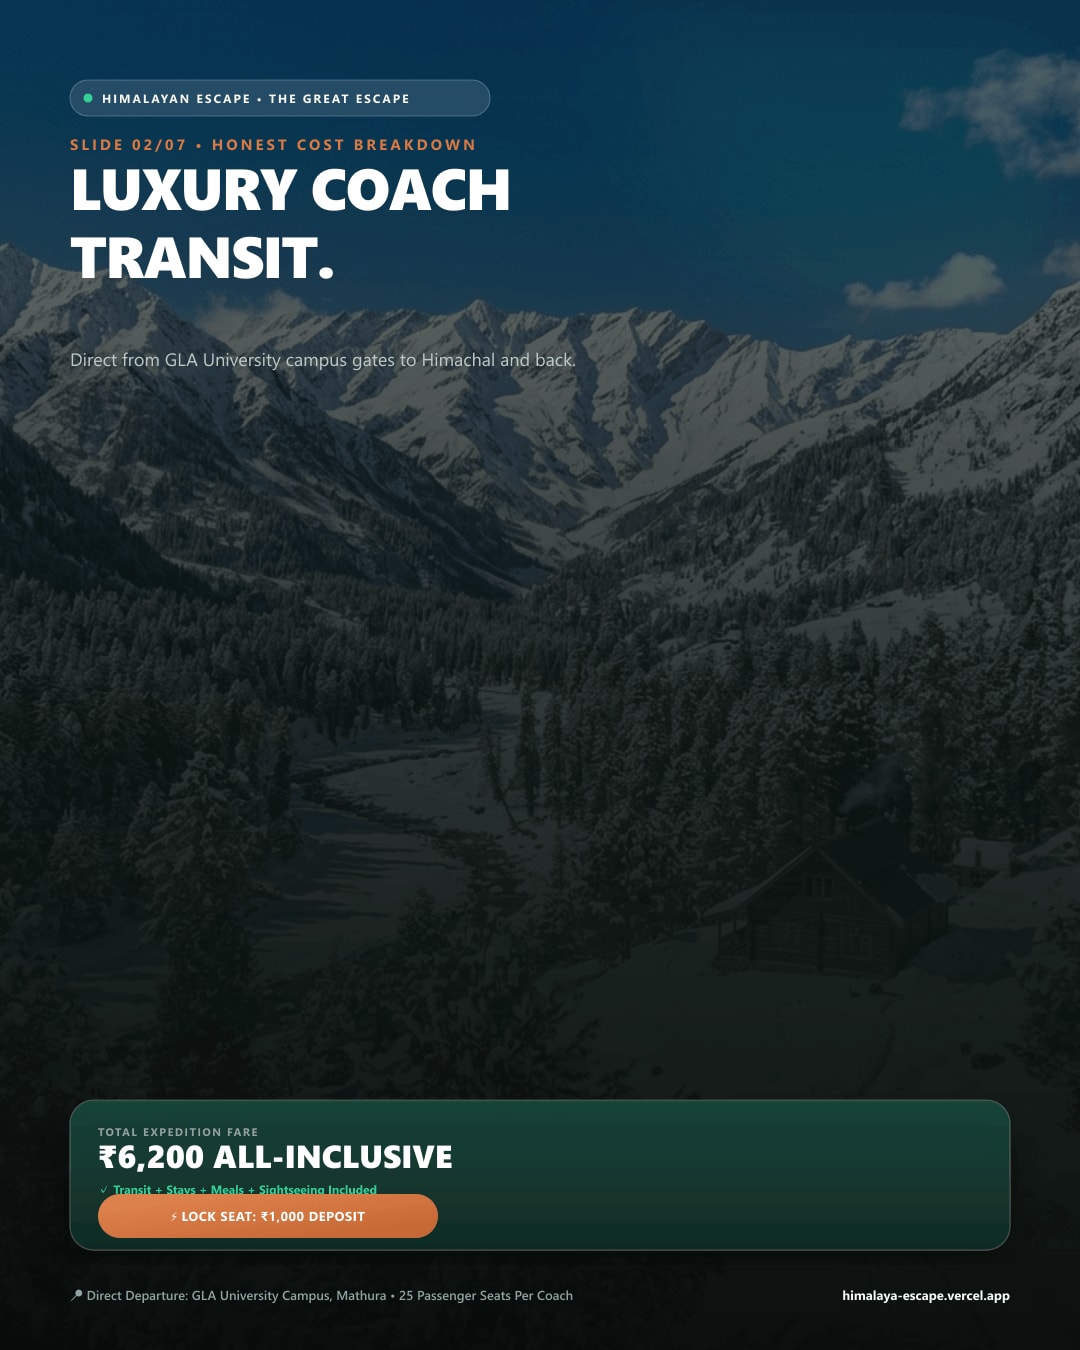 HIMALAYAN ESCAPE • THE GREAT ESCAPE
SLIDE 02/07 • HONEST COST BREAKDOWN
LUXURY COACH
TRANSIT.
Direct from GLA University campus gates to Himachal and back.
TOTAL EXPEDITION FARE
₹6,200 ALL-INCLUSIVE
✓ Transit + Stays + Meals + Sightseeing Included
⚡ LOCK SEAT: ₹1,000 DEPOSIT
📍 Direct Departure: GLA University Campus, Mathura • 25 Passenger Seats Per Coach
himalaya-escape.vercel.app